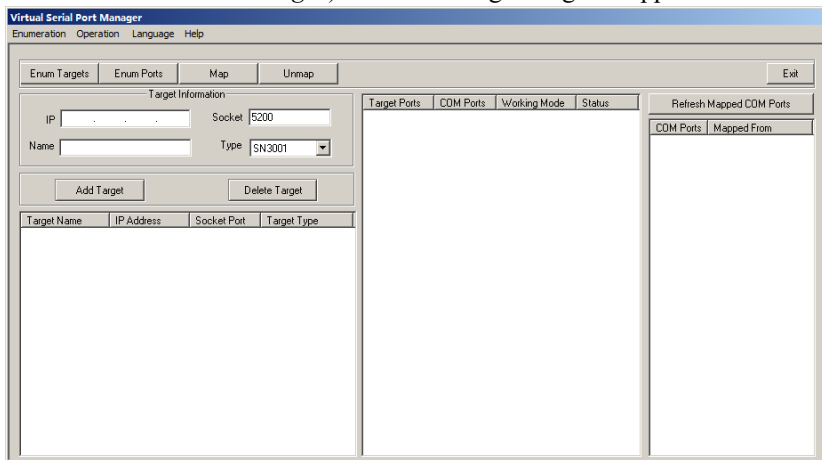 Virtual Serial Port Manager
Enumeration Operation Language Help
Enum Targets Enum Ports Map Unmap Exit
Target Information
IP . . . Socket 5200
Name Type SN3001
Add Target Delete Target
Target Name IP Address Socket Port Target Type
Target Ports COM Ports Working Mode Status
Refresh Mapped COM Ports
COM Ports Mapped From